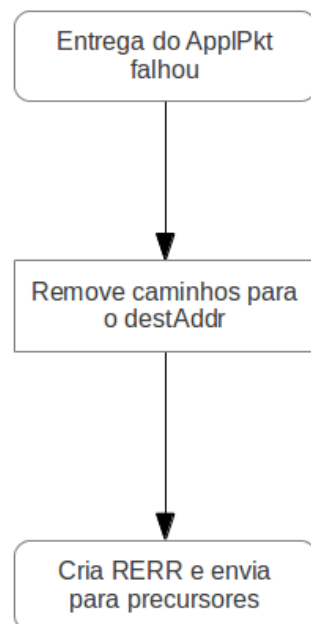 Entrega do ApplPkt
falhou
Remove caminhos para
o destAddr
Cria RERR e envia
para precursores